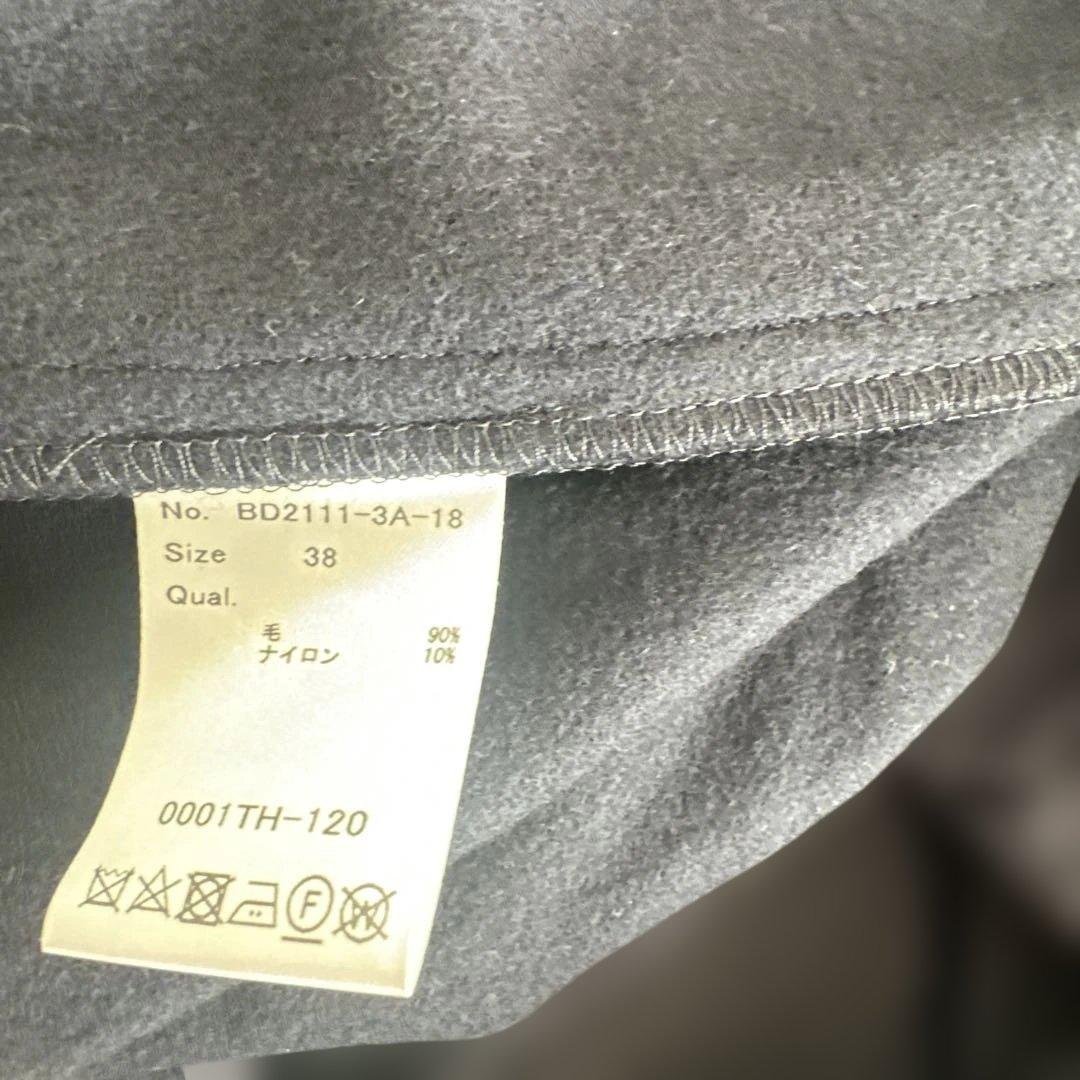 No. BD2111-3A-18
Size 38
Qual.
毛 90%
ナイロン 10%
0001TH-120
F W